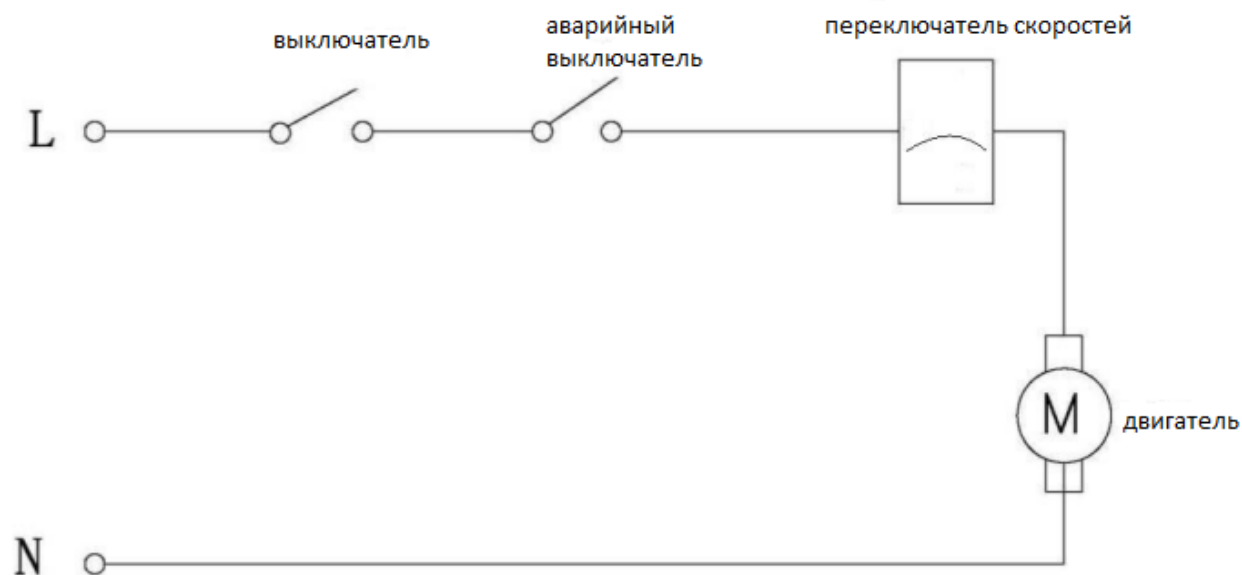 выключатель
аварийный
выключатель
переключатель скоростей
L
M
двигатель
N